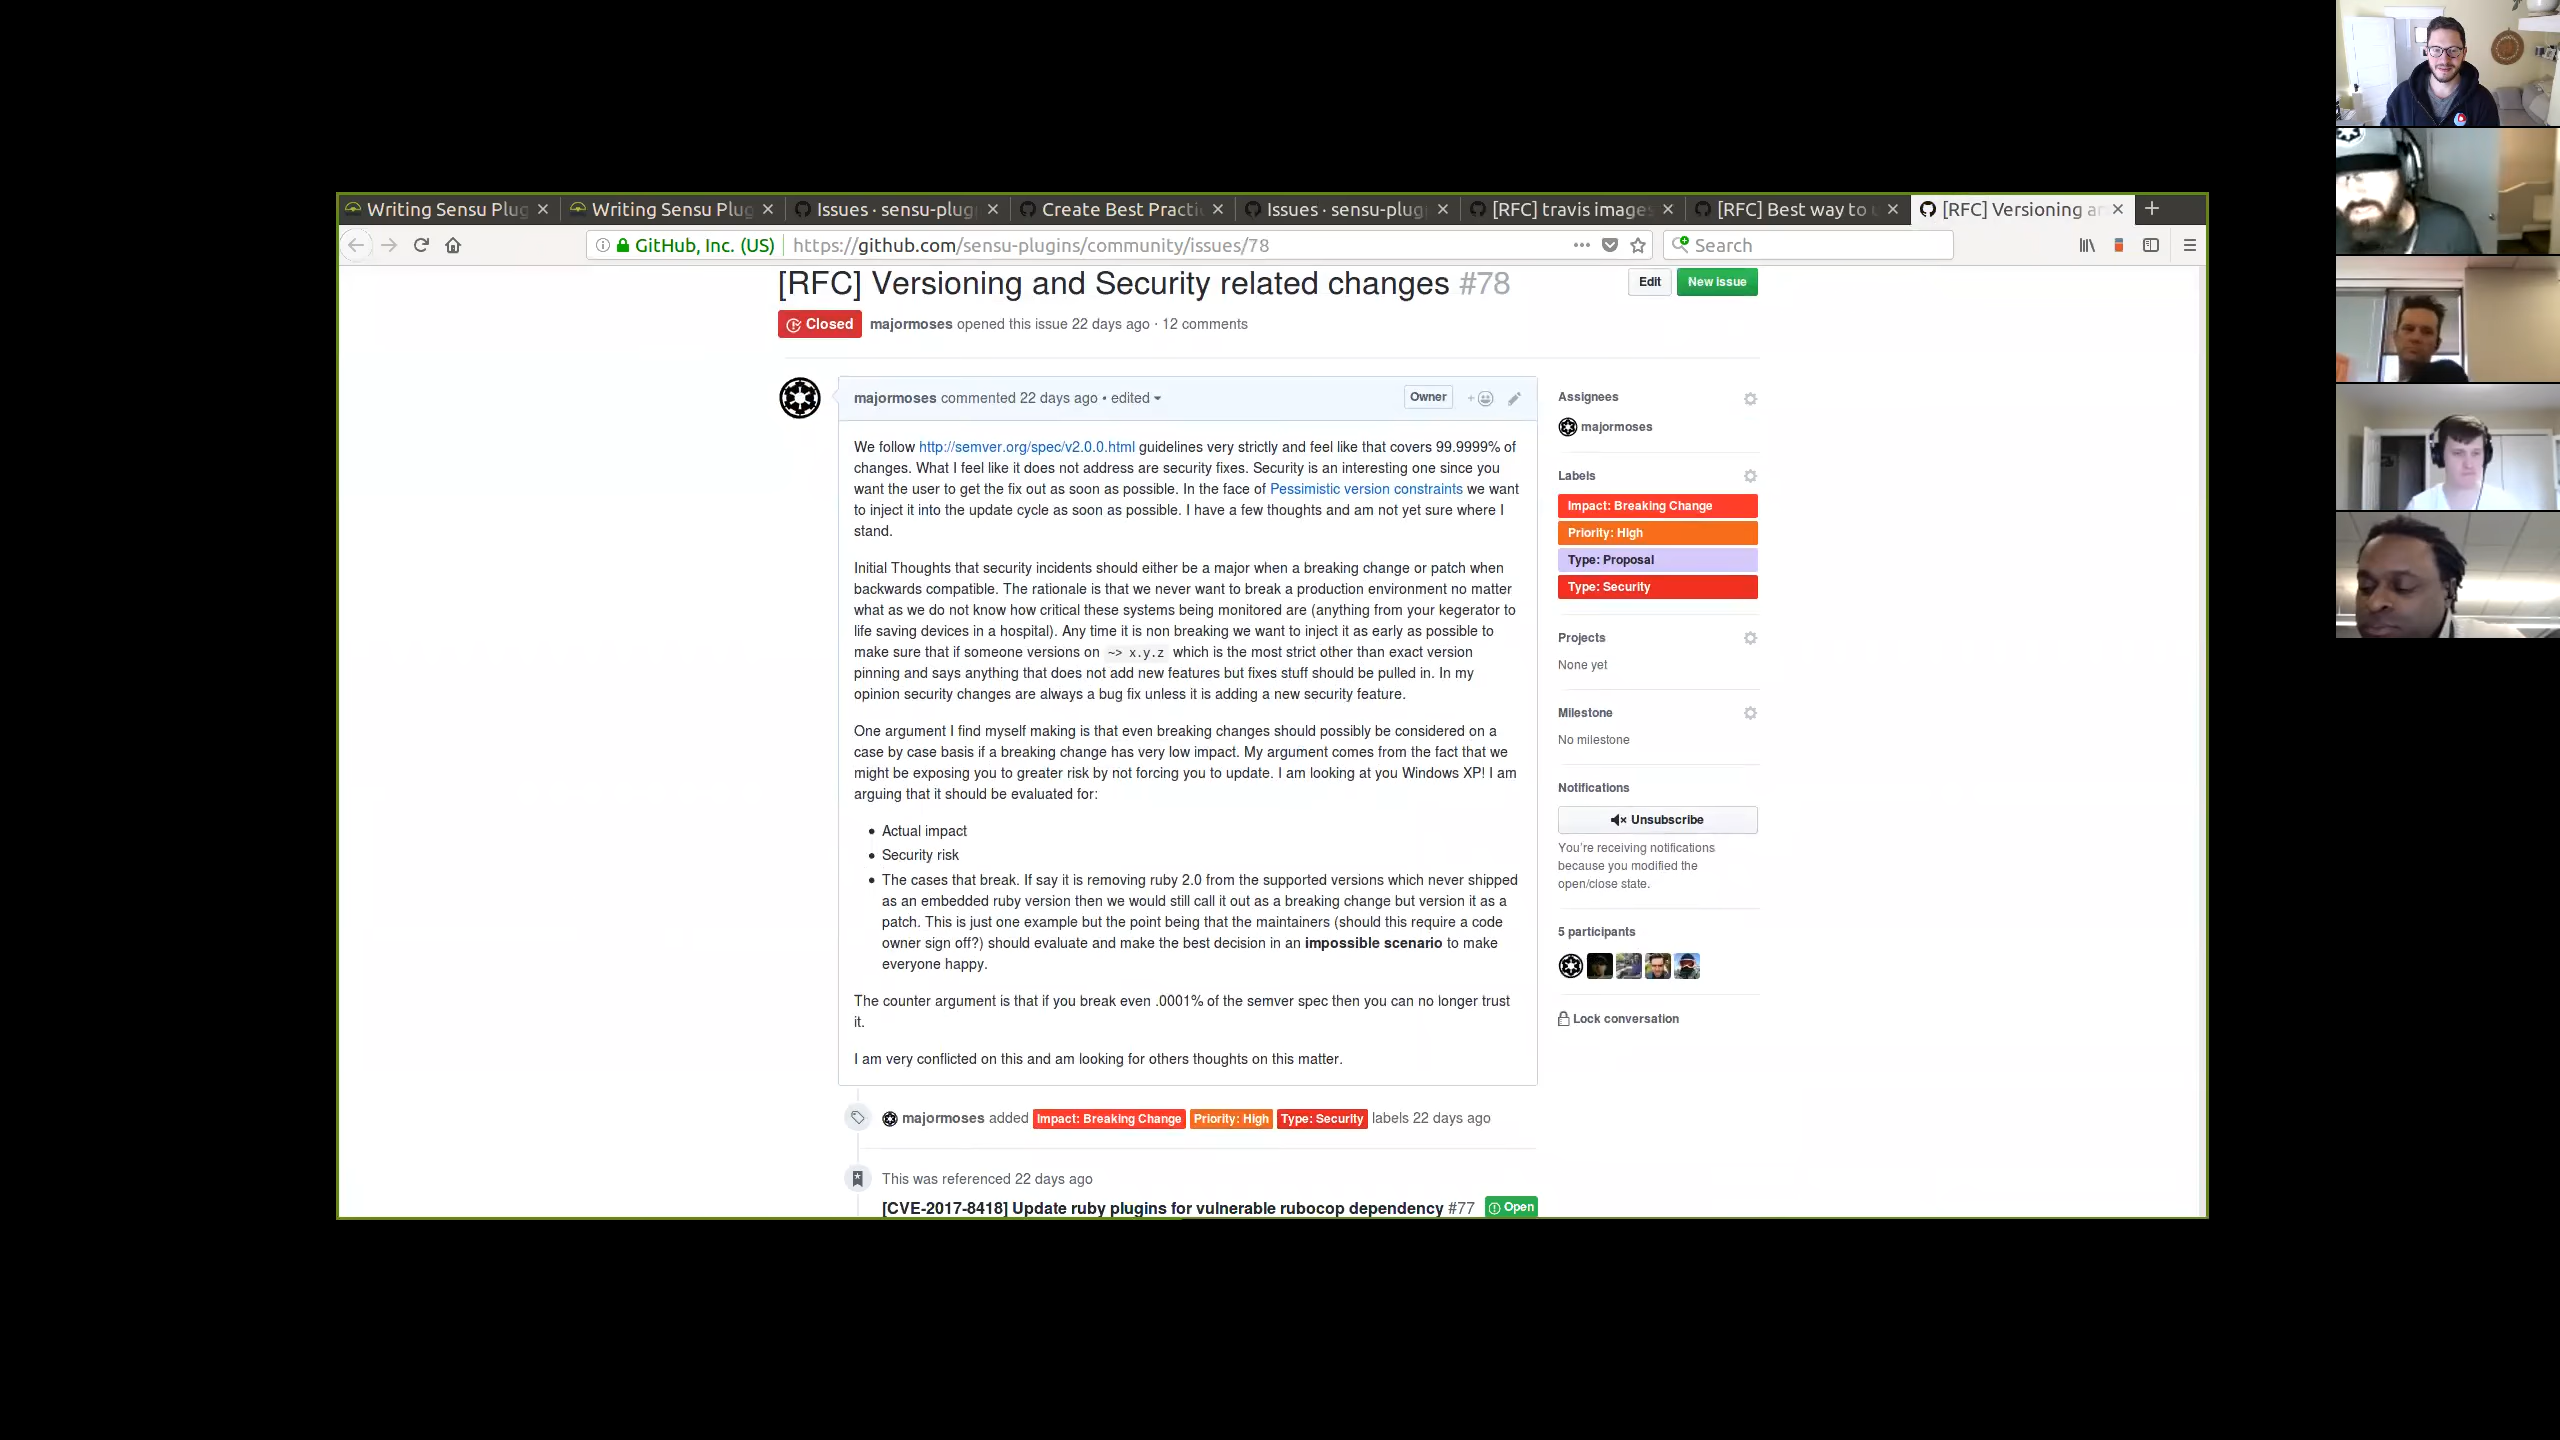 Writing Sensu Plug
Writing Sensu Plug
Issues · sensu-plug
Create Best Practi
Issues · sensu-plug
[RFC] travis image
[RFC] Best way to u
[RFC] Versioning a
GitHub, Inc. (US)
https://github.com/sensu-plugins/community/issues/78
Search
[RFC] Versioning and Security related changes #78
Edit
New issue
Closed
majormoses opened this issue 22 days ago · 12 comments
majormoses commented 22 days ago • edited
Owner
We follow http://semver.org/spec/v2.0.0.html guidelines very strictly and feel like that covers 99.9999% of
changes. What I feel like it does not address are security fixes. Security is an interesting one since you
want the user to get the fix out as soon as possible. In the face of Pessimistic version constraints we want
to inject it into the update cycle as soon as possible. I have a few thoughts and am not yet sure where I
stand.
Initial Thoughts that security incidents should either be a major when a breaking change or patch when
backwards compatible. The rationale is that we never want to break a production environment no matter
what as we do not know how critical these systems being monitored are (anything from your kegerator to
life saving devices in a hospital). Any time it is non breaking we want to inject it as early as possible to
make sure that if someone versions on ~> x.y.z which is the most strict other than exact version
pinning and says anything that does not add new features but fixes stuff should be pulled in. In my
opinion security changes are always a bug fix unless it is adding a new security feature.
One argument I find myself making is that even breaking changes should possibly be considered on a
case by case basis if a breaking change has very low impact. My argument comes from the fact that we
might be exposing you to greater risk by not forcing you to update. I am looking at you Windows XP! I am
arguing that it should be evaluated for:
• Actual impact
• Security risk
• The cases that break. If say it is removing ruby 2.0 from the supported versions which never shipped
as an embedded ruby version then we would still call it out as a breaking change but version it as a
patch. This is just one example but the point being that the maintainers (should this require a code
owner sign off?) should evaluate and make the best decision in an impossible scenario to make
everyone happy.
The counter argument is that if you break even .0001% of the semver spec then you can no longer trust
it.
I am very conflicted on this and am looking for others thoughts on this matter.
majormoses added Impact: Breaking Change Priority: High Type: Security labels 22 days ago
This was referenced 22 days ago
[CVE-2017-8418] Update ruby plugins for vulnerable rubocop dependency #77
Open
Assignees
majormoses
Labels
Impact: Breaking Change
Priority: High
Type: Proposal
Type: Security
Projects
None yet
Milestone
No milestone
Notifications
Unsubscribe
You're receiving notifications
because you modified the
open/close state.
5 participants
Lock conversation